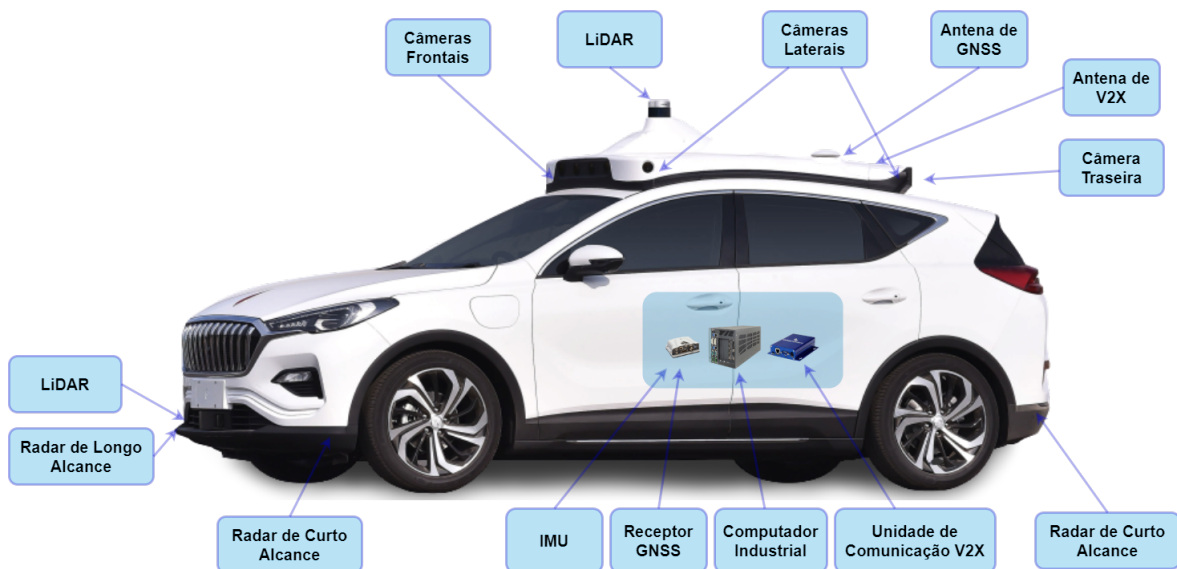 Câmeras
Frontais
LiDAR
Câmeras
Laterais
Antena de
GNSS
Antena de
V2X
Câmera
Traseira
LiDAR
Radar de Longo
Alcance
Radar de Curto
Alcance
IMU
Receptor
GNSS
Computador
Industrial
Unidade de
Comunicação V2X
Radar de Curto
Alcance